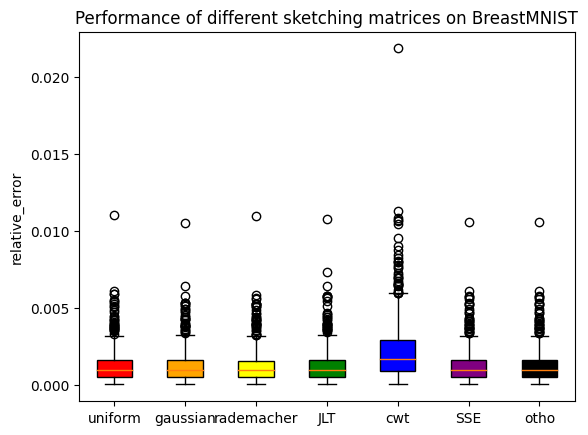 Performance of different sketching matrices on BreastMNIST
relative_error
0.020
0.015
0.010
0.005
0.000
uniform gaussian rademacher JLT cwt SSE otho